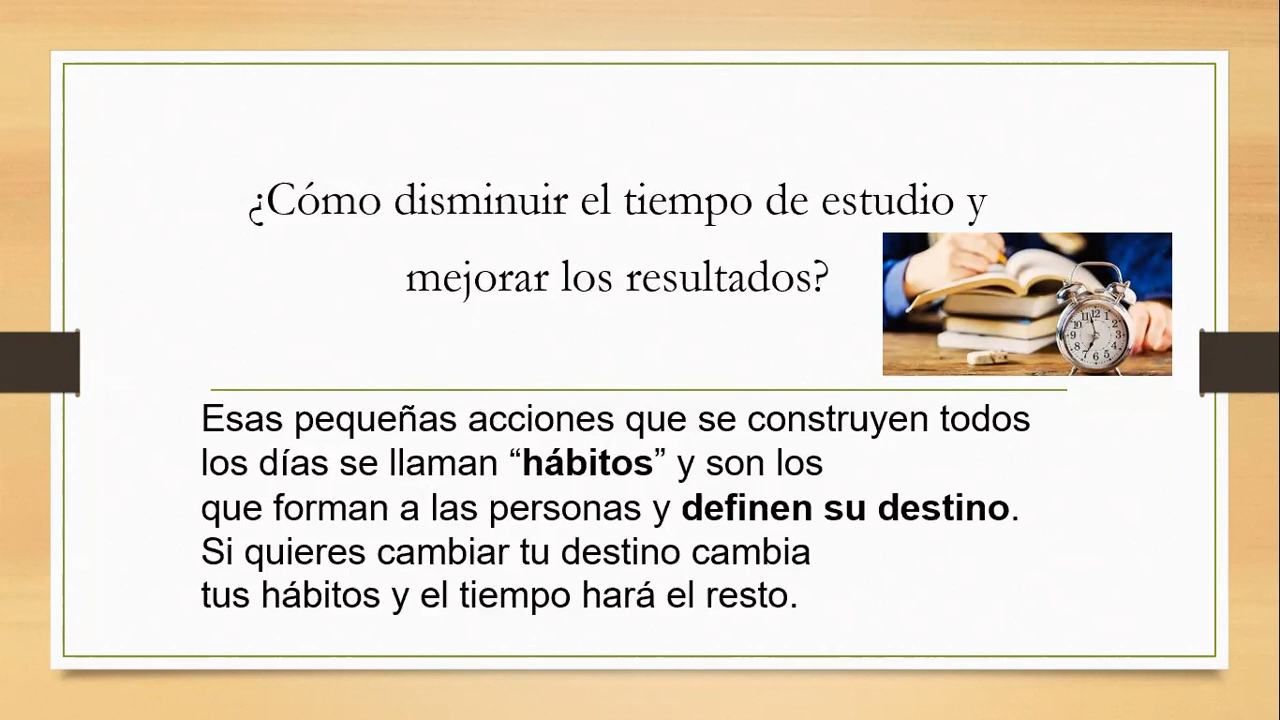 ¿Cómo disminuir el tiempo de estudio y
mejorar los resultados?
Esas pequeñas acciones que se construyen todos
los días se llaman “hábitos” y son los
que forman a las personas y definen su destino.
Si quieres cambiar tu destino cambia
tus hábitos y el tiempo hará el resto.